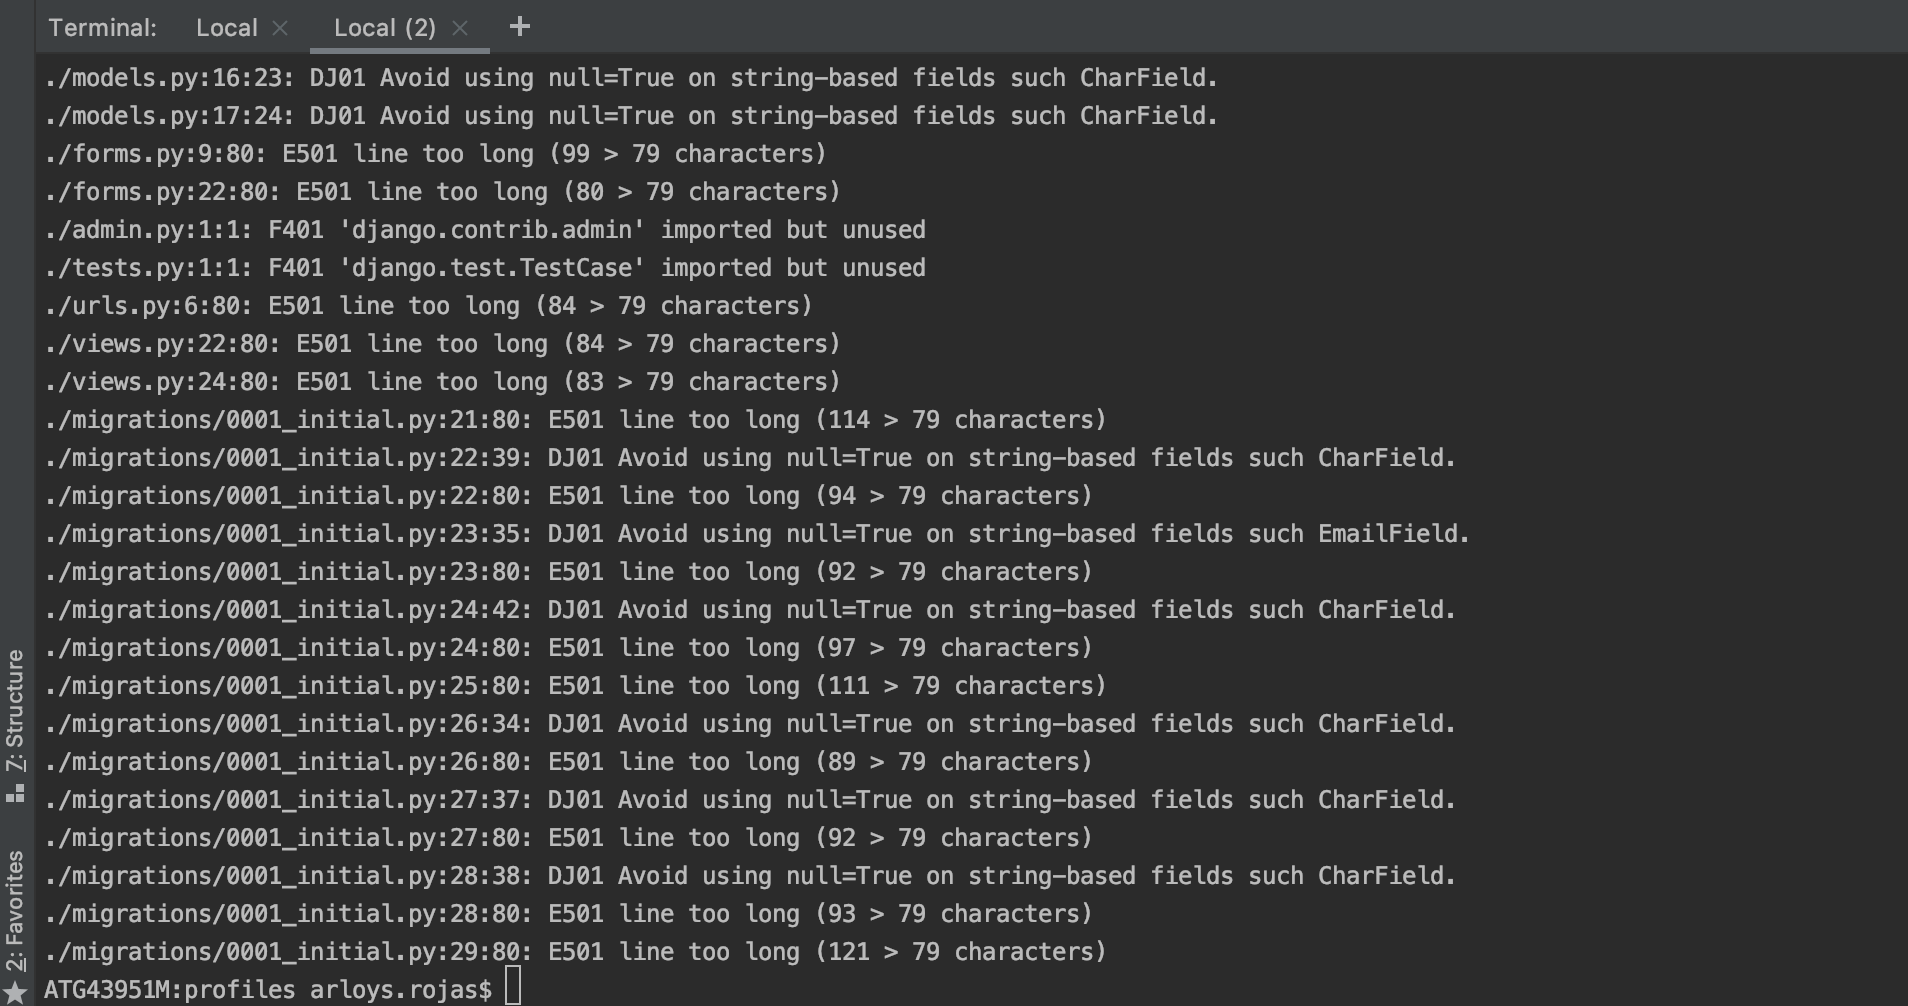 Terminal: Local × Local (2) × +
./models.py:16:23: DJ01 Avoid using null=True on string-based fields such CharField.
./models.py:17:24: DJ01 Avoid using null=True on string-based fields such CharField.
./forms.py:9:80: E501 line too long (99 > 79 characters)
./forms.py:22:80: E501 line too long (80 > 79 characters)
./admin.py:1:1: F401 'django.contrib.admin' imported but unused
./tests.py:1:1: F401 'django.test.TestCase' imported but unused
./urls.py:6:80: E501 line too long (84 > 79 characters)
./views.py:22:80: E501 line too long (84 > 79 characters)
./views.py:24:80: E501 line too long (83 > 79 characters)
./migrations/0001_initial.py:21:80: E501 line too long (114 > 79 characters)
./migrations/0001_initial.py:22:39: DJ01 Avoid using null=True on string-based fields such CharField.
./migrations/0001_initial.py:22:80: E501 line too long (94 > 79 characters)
./migrations/0001_initial.py:23:35: DJ01 Avoid using null=True on string-based fields such EmailField.
./migrations/0001_initial.py:23:80: E501 line too long (92 > 79 characters)
./migrations/0001_initial.py:24:42: DJ01 Avoid using null=True on string-based fields such CharField.
./migrations/0001_initial.py:24:80: E501 line too long (97 > 79 characters)
./migrations/0001_initial.py:25:80: E501 line too long (111 > 79 characters)
./migrations/0001_initial.py:26:34: DJ01 Avoid using null=True on string-based fields such CharField.
./migrations/0001_initial.py:26:80: E501 line too long (89 > 79 characters)
./migrations/0001_initial.py:27:37: DJ01 Avoid using null=True on string-based fields such CharField.
./migrations/0001_initial.py:27:80: E501 line too long (92 > 79 characters)
./migrations/0001_initial.py:28:38: DJ01 Avoid using null=True on string-based fields such CharField.
./migrations/0001_initial.py:28:80: E501 line too long (93 > 79 characters)
./migrations/0001_initial.py:29:80: E501 line too long (121 > 79 characters)
ATG43951M:profiles arloys.rojas$
7: Structure
2: Favorites